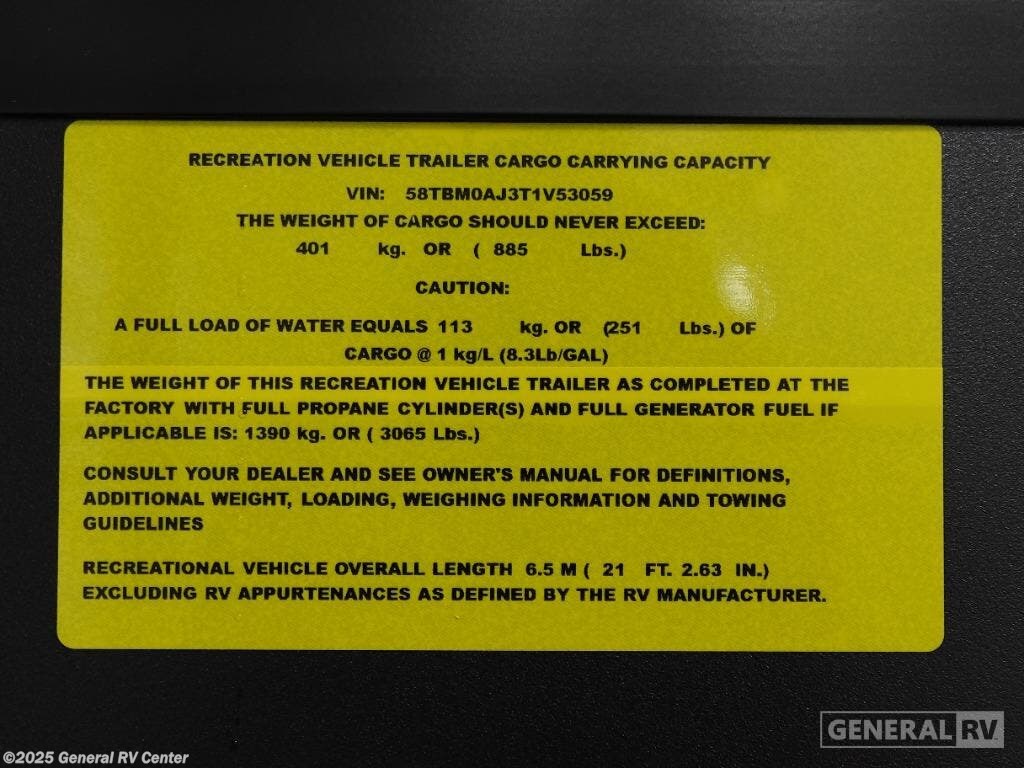 RECREATION VEHICLE TRAILER CARGO CARRYING CAPACITY
VIN: 58TBM0AJ3T1V53059
THE WEIGHT OF CARGO SHOULD NEVER EXCEED:
401 kg. OR ( 885 Lbs.)
CAUTION:
A FULL LOAD OF WATER EQUALS 113 kg. OR (251 Lbs.) OF
CARGO @ 1 kg/L (8.3Lb/GAL)
THE WEIGHT OF THIS RECREATION VEHICLE TRAILER AS COMPLETED AT THE
FACTORY WITH FULL PROPANE CYLINDER(S) AND FULL GENERATOR FUEL IF
APPLICABLE IS: 1390 kg. OR ( 3065 Lbs.)
CONSULT YOUR DEALER AND SEE OWNER'S MANUAL FOR DEFINITIONS,
ADDITIONAL WEIGHT, LOADING, WEIGHING INFORMATION AND TOWING
GUIDELINES
RECREATIONAL VEHICLE OVERALL LENGTH 6.5 M ( 21 FT. 2.63 IN.)
EXCLUDING RV APPURTENANCES AS DEFINED BY THE RV MANUFACTURER.
GENERAL RV
©2025 General RV Center